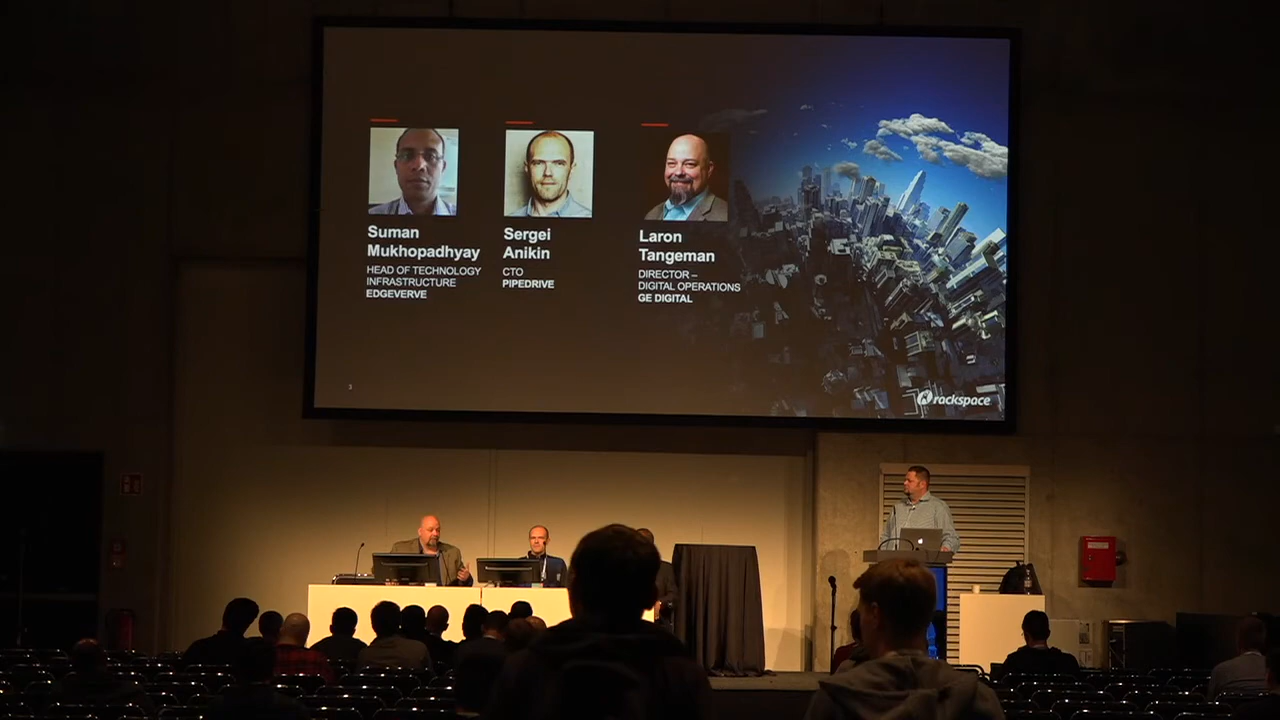 Suman
Mukhopadhyay
HEAD OF TECHNOLOGY
INFRASTRUCTURE
EDGEVERVE
Sergei
Anikin
CTO
PIPEDRIVE
Laron
Tangeman
DIRECTOR –
DIGITAL OPERATIONS
GE DIGITAL
3
rackspace